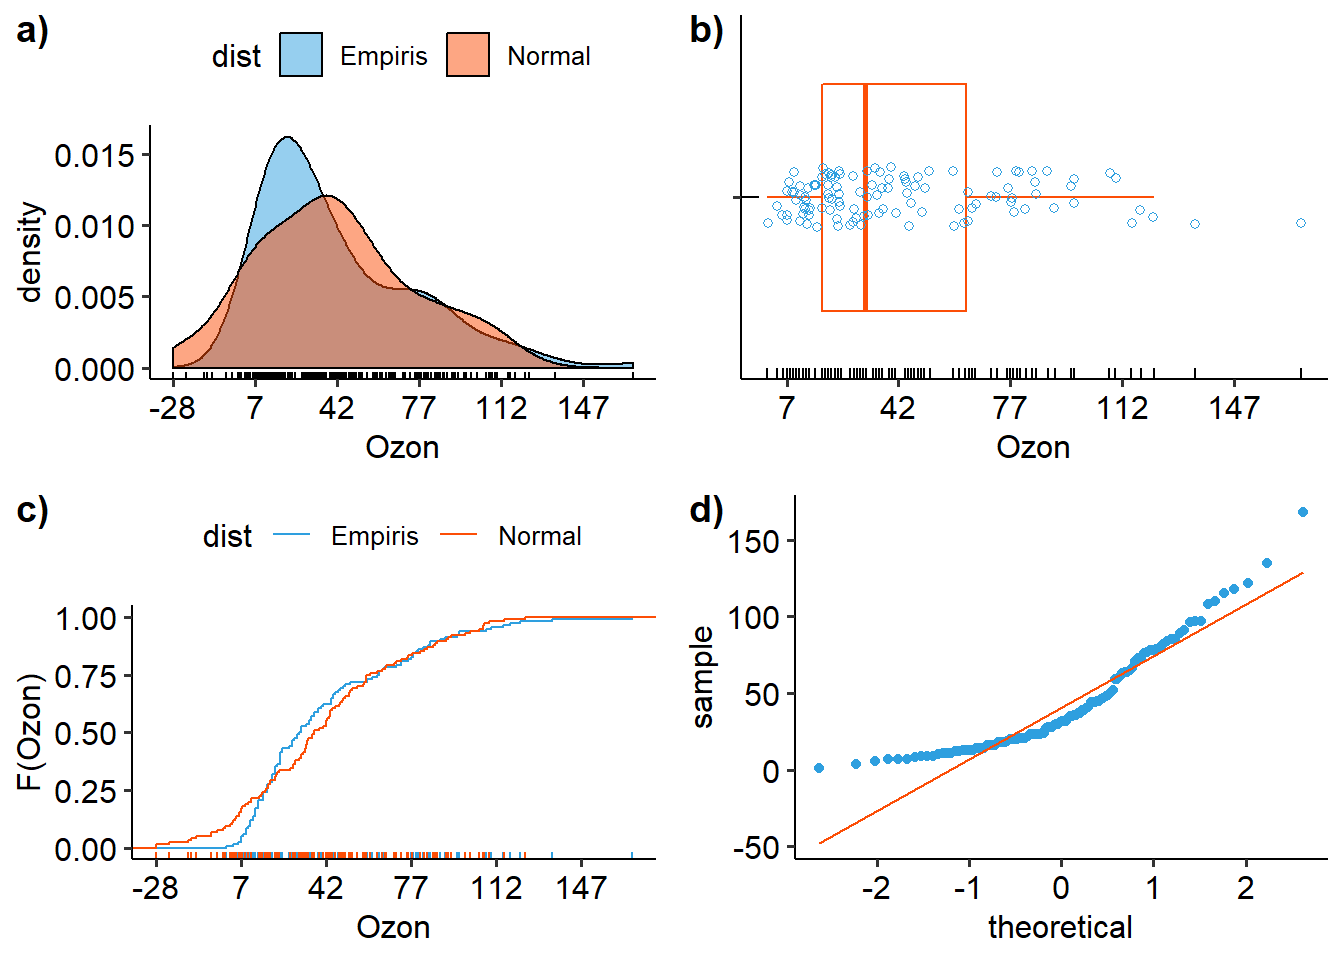 a)
dist Empiris Normal
0.015
0.010
0.005
0.000
density
-28 7 42 77 112 147
Ozon
b)
7 42 77 112 147
Ozon
c)
dist Empiris Normal
1.00
0.75
0.50
0.25
0.00
F(Ozon)
-28 7 42 77 112 147
Ozon
d)
150
100
50
0
-50
sample
-2 -1 0 1 2
theoretical